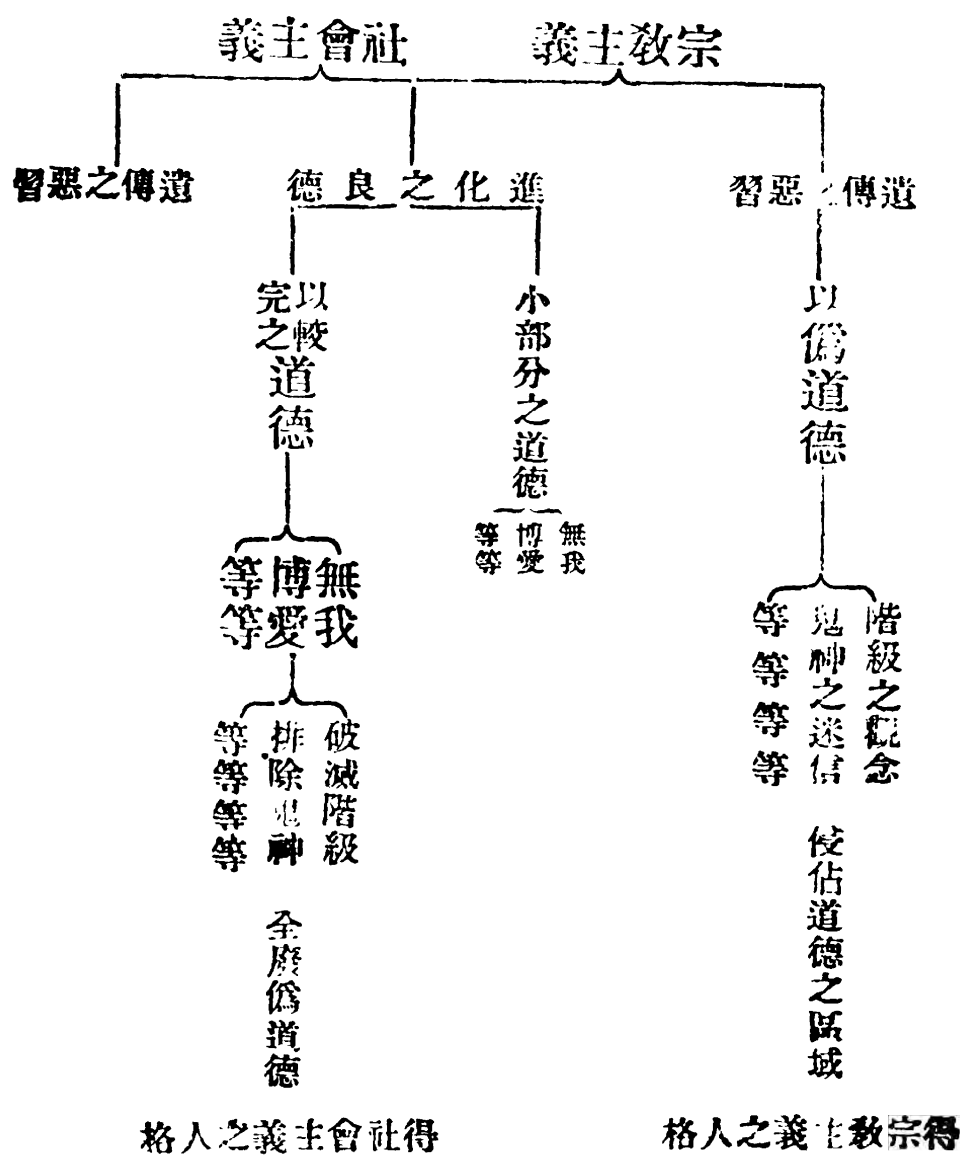 宗教主義
社會主義
遺傳之惡習
進化之良德
遺傳之惡習
以偽道德
階級之觀念
鬼神之迷信
等等等等
侵佔道德之區域
得宗教主義之人格
小部分之道德
無我
博愛
等等
以較
完之
道德
無我
博愛
等等
破滅階級
排除鬼神
等等等等
全廢偽道德
得社會主義之人格